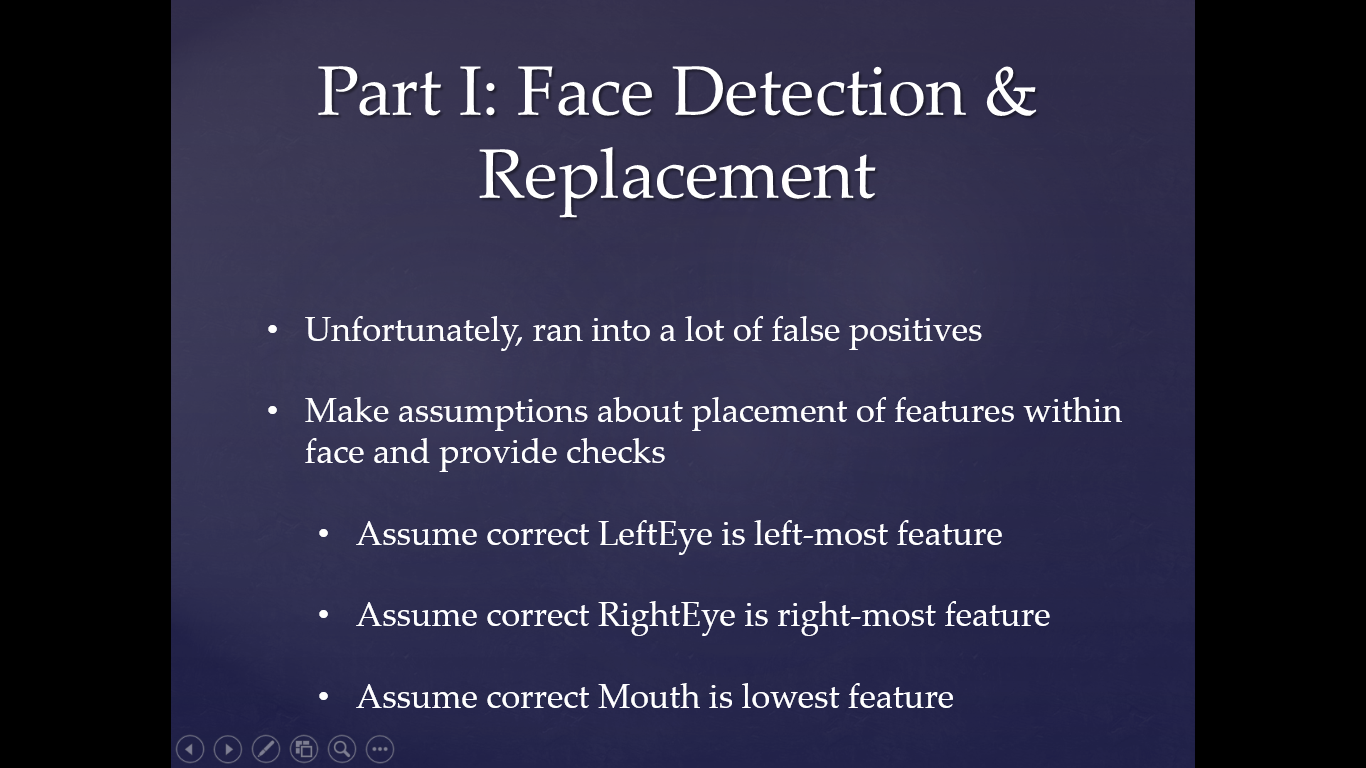 Part I: Face Detection &
Replacement
• Unfortunately, ran into a lot of false positives
• Make assumptions about placement of features within
face and provide checks
• Assume correct LeftEye is left-most feature
• Assume correct RightEye is right-most feature
• Assume correct Mouth is lowest feature